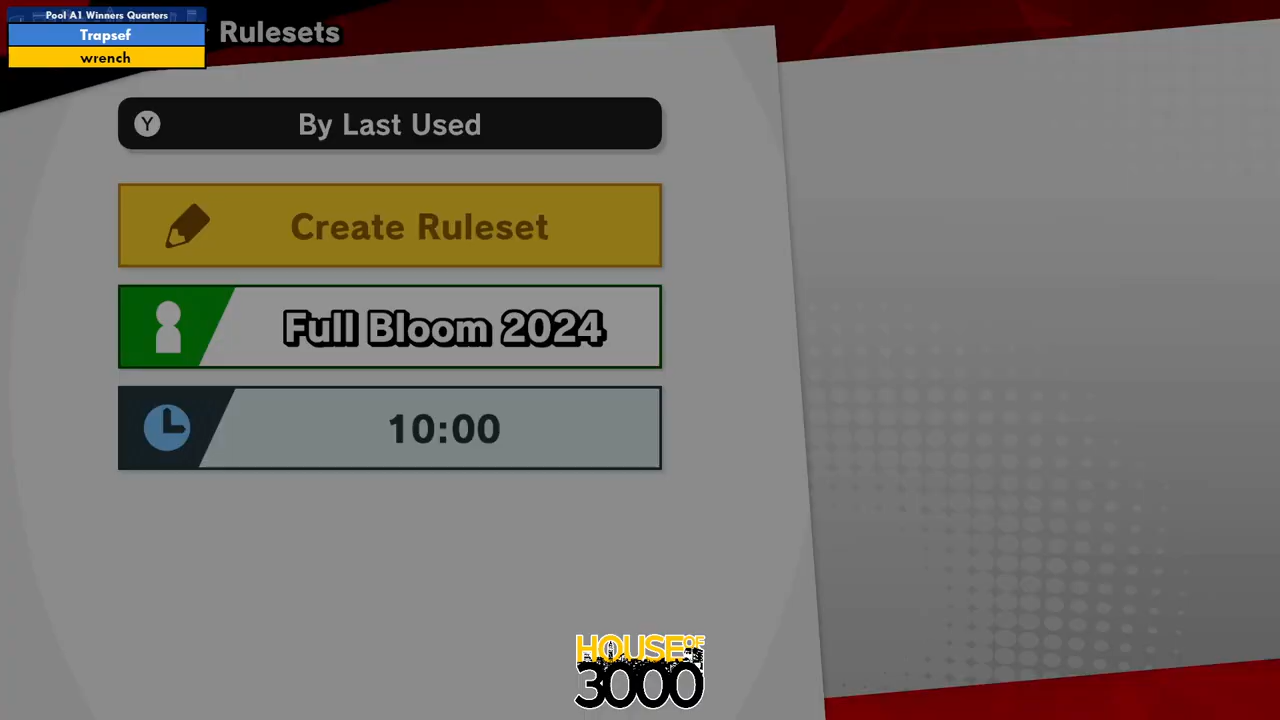 Pool A1 Winners Quarters
Trapsef
wrench
Rulesets
Y
By Last Used
Create Ruleset
Full Bloom 2024
10:00
HOUSE OF
3000